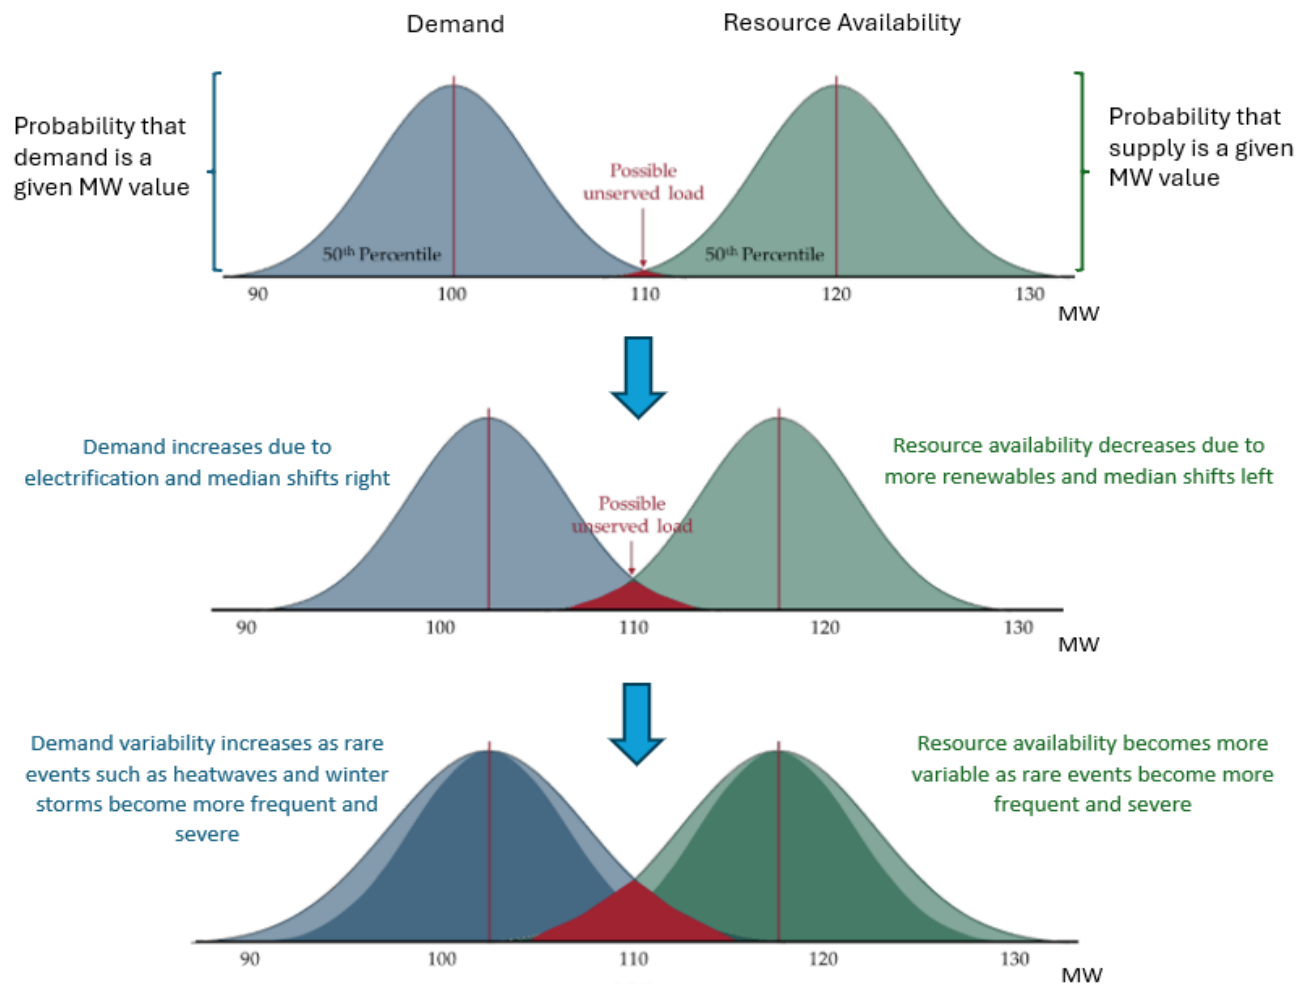 Demand
Resource Availability
Probability that
demand is a
given MW value
Probability that
supply is a given
MW value
Possible
unserved load
50th Percentile
50th Percentile
90
100
110
120
130
MW
Demand increases due to
electrification and median shifts right
Resource availability decreases due to
more renewables and median shifts left
Possible
unserved load
90
100
110
120
130
MW
Demand variability increases as rare
events such as heatwaves and winter
storms become more frequent and
severe
Resource availability becomes more
variable as rare events become more
frequent and severe
90
100
110
120
130
MW